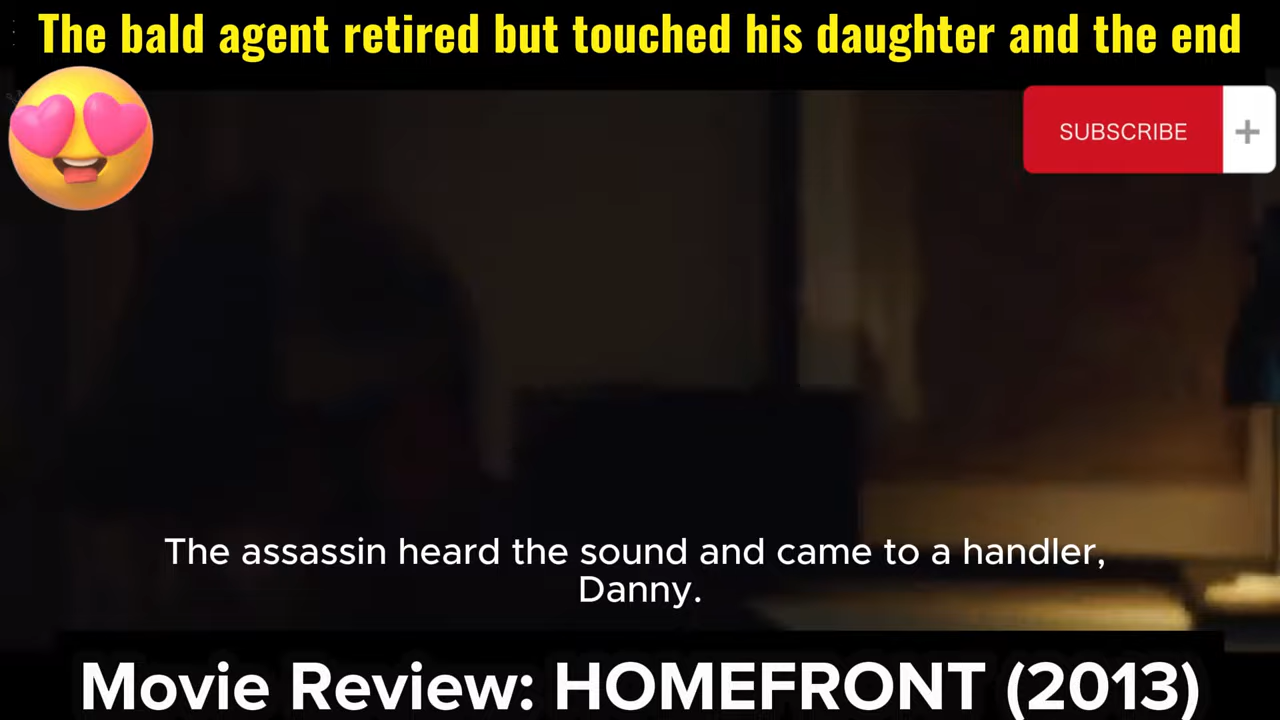 The bald agent retired but touched his daughter and the end
SUBSCRIBE +
The assassin heard the sound and came to a handler,
Danny.
Movie Review: HOMEFRONT (2013)